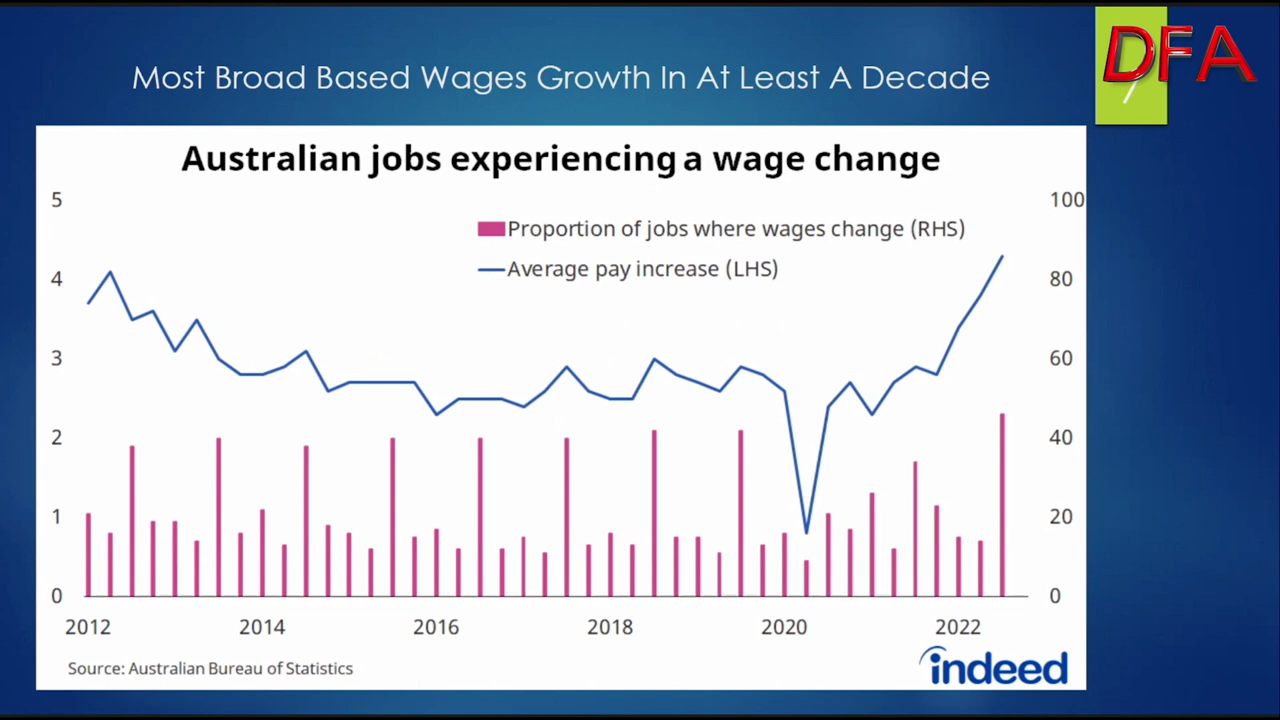 Most Broad Based Wages Growth In At Least A Decade
DFA
7
Australian jobs experiencing a wage change
5
100
Proportion of jobs where wages change (RHS)
Average pay increase (LHS)
4
80
3
60
2
40
1
20
0
0
2012 2014 2016 2018 2020 2022
Source: Australian Bureau of Statistics
indeed